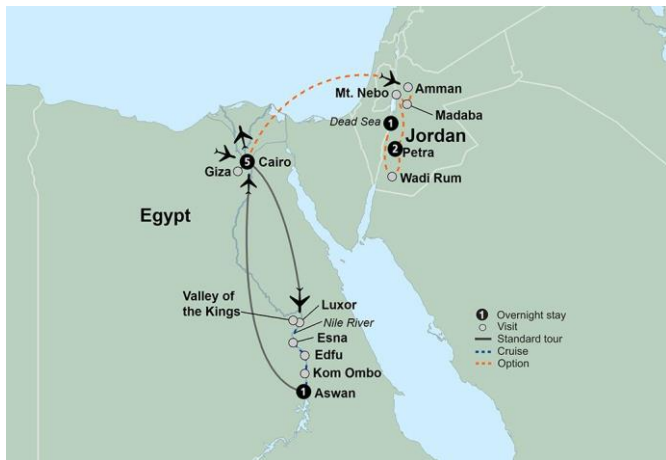 Mt. Nebo
Amman
Madaba
Dead Sea
1
Jordan
2
Petra
Wadi Rum
5
Cairo
Giza
Egypt
Valley of
the Kings
Luxor
Nile River
Esna
Edfu
Kom Ombo
1
Aswan
1 Overnight stay
Visit
Standard tour
Cruise
Option